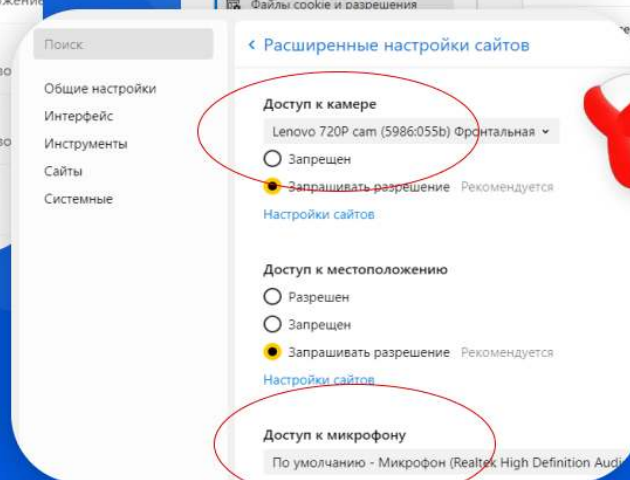 Файлы cookie и разрешения
Поиск
‹ Расширенные настройки сайтов
Общие настройки
Интерфейс
Инструменты
Сайты
Системные
Доступ к камере
Lenovo 720P cam (5986:055b) Фронтальная
Запрещен
Запрашивать разрешение Рекомендуется
Настройки сайтов
Доступ к местоположению
Разрешен
Запрещен
Запрашивать разрешение Рекомендуется
Настройки сайтов
Доступ к микрофону
По умолчанию - Микрофон (Realtek High Definition